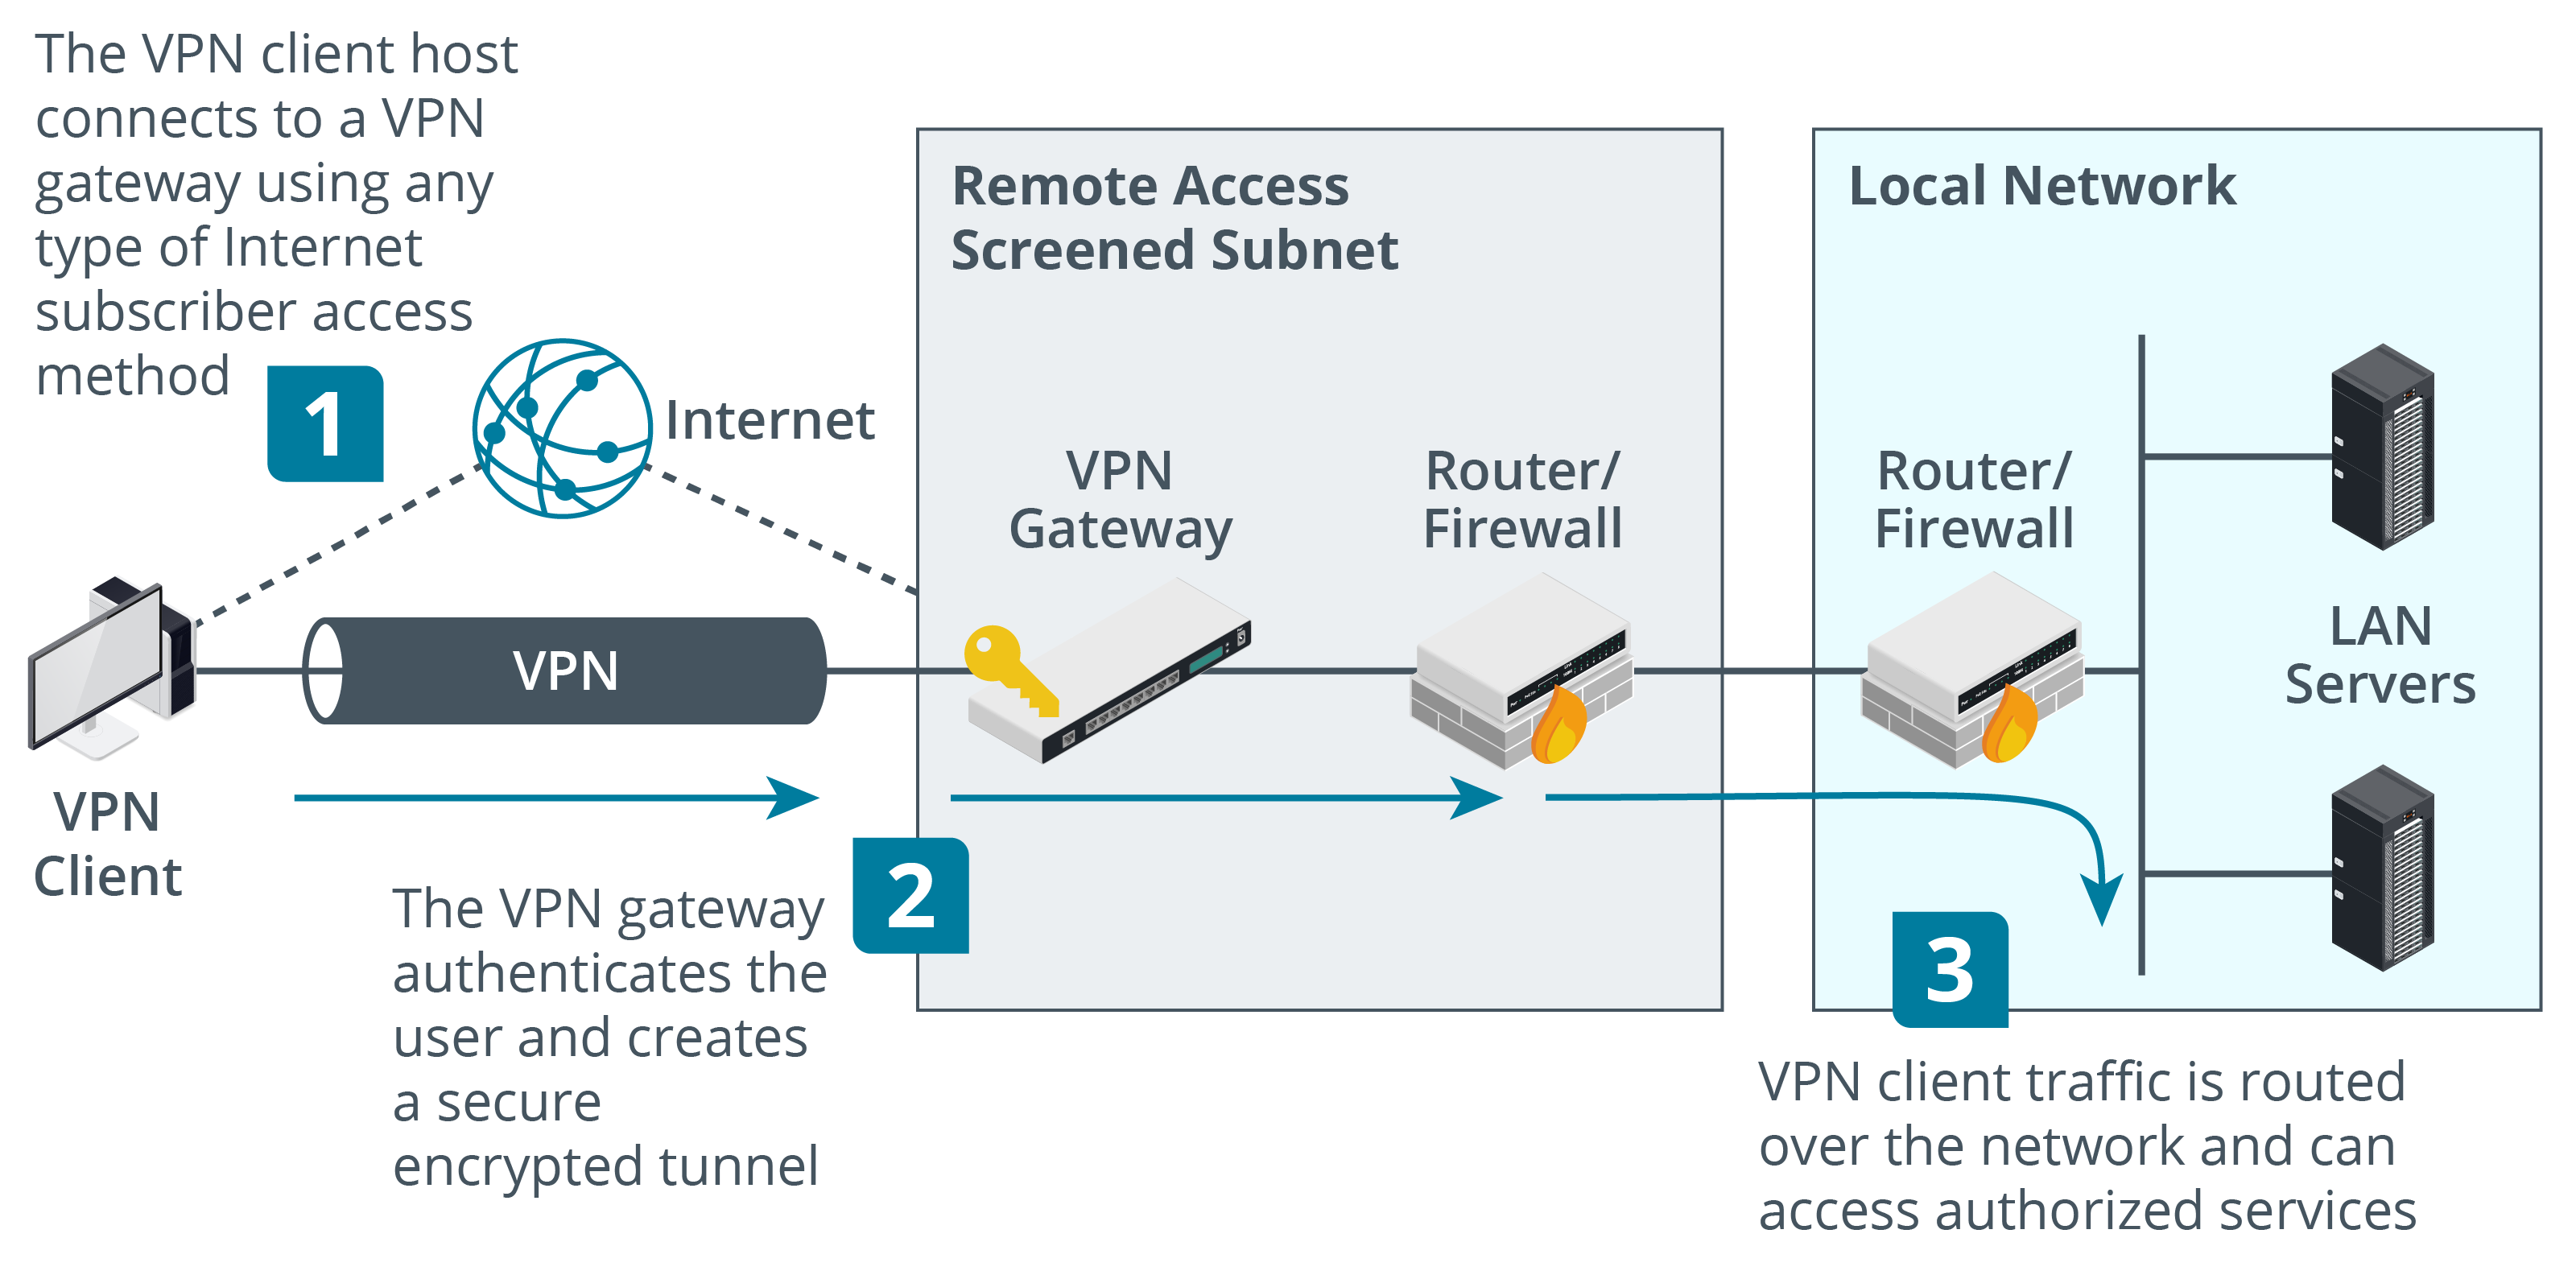 The VPN client host
connects to a VPN
gateway using any
type of Internet
subscriber access
method
1
Internet
Remote Access
Screened Subnet
Local Network
VPN
Gateway
Router/
Firewall
Router/
Firewall
LAN
Servers
VPN
VPN
Client
2
The VPN gateway
authenticates the
user and creates
a secure
encrypted tunnel
3
VPN client traffic is routed
over the network and can
access authorized services